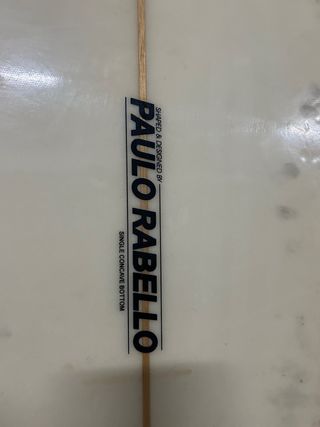 SHAPED & DESIGNED BY
PAULO RABELLO
SINGLE CONCAVE BOTTOM